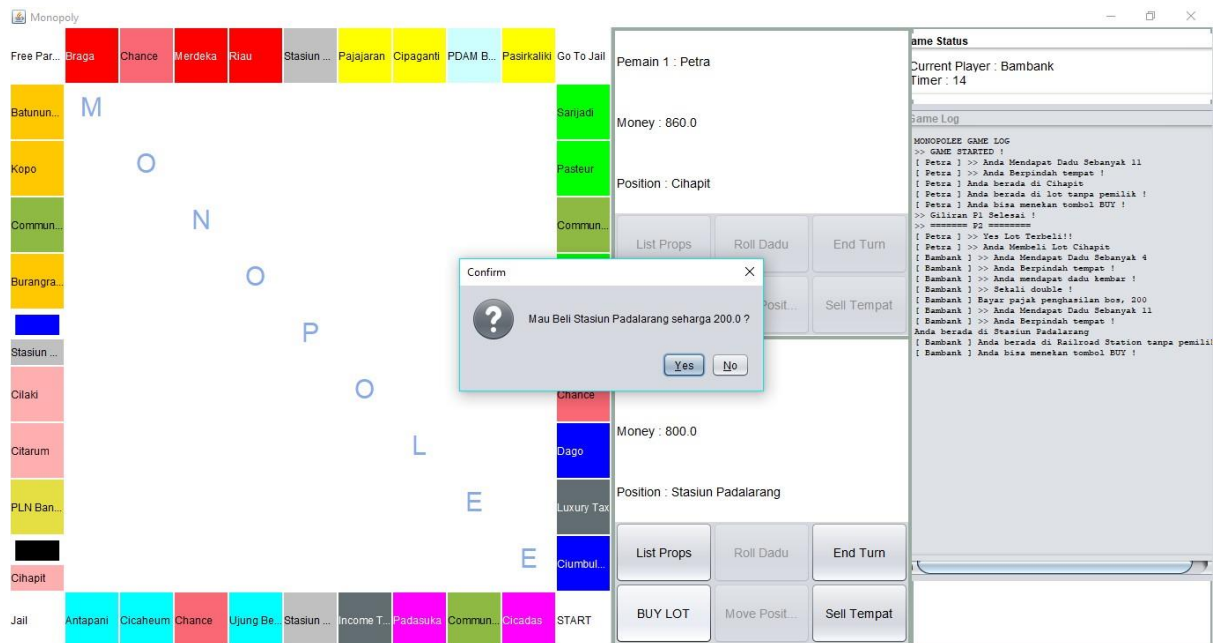 Monopoly
Free Par...
Braga
Chance
Merdeka
Riau
Stasiun ...
Pajajaran
Cipaganti
PDAM B...
Pasirkaliki
Go To Jail
Batunun...
Kopo
Commun...
Burangra...
Stasiun ...
Cilaki
Citarum
PLN Ban...
Cihapit
M
O
N
O
P
O
L
E
E
Sarijadi
Pasteur
Commun...
Chance
Dago
Luxury Tax
Ciumbul...
Jail
Antapani
Cicaheum
Chance
Ujung Be...
Stasiun ...
Income T...
Padasuka
Commun...
Cicadas
START
Pemain 1 : Petra
Money : 860.0
Position : Cihapit
List Props
Roll Dadu
End Turn
Posit...
Sell Tempat
Confirm
Mau Beli Stasiun Padalarang seharga 200.0 ?
Yes
No
Money : 800.0
Position : Stasiun Padalarang
List Props
Roll Dadu
End Turn
BUY LOT
Move Posit...
Sell Tempat
ame Status
Current Player : Bambank
Timer : 14
Game Log
MONOPOLEE GAME LOG
>> GAME STARTED !
[ Petra ] >> Anda Mendapat Dadu Sebanyak 11
[ Petra ] >> Anda Berpindah tempat !
[ Petra ] Anda berada di Cihapit
[ Petra ] Anda berada di lot tanpa pemilik !
[ Petra ] Anda bisa menekan tombol BUY !
>> Giliran P1 Selesai !
>> ======= P2 ========
[ Petra ] >> Yes Lot Terbeli!!
[ Petra ] >> Anda Membeli Lot Cihapit
[ Bambank ] >> Anda Mendapat Dadu Sebanyak 4
[ Bambank ] >> Anda Berpindah tempat !
[ Bambank ] >> Anda mendapat dadu kembar !
[ Bambank ] >> Sekali double !
[ Bambank ] Bayar pajak penghasilan bos, 200
[ Bambank ] >> Anda Mendapat Dadu Sebanyak 11
[ Bambank ] >> Anda Berpindah tempat !
Anda berada di Stasiun Padalarang
[ Bambank ] Anda berada di Railroad Station tanpa pemili
[ Bambank ] Anda bisa menekan tombol BUY !